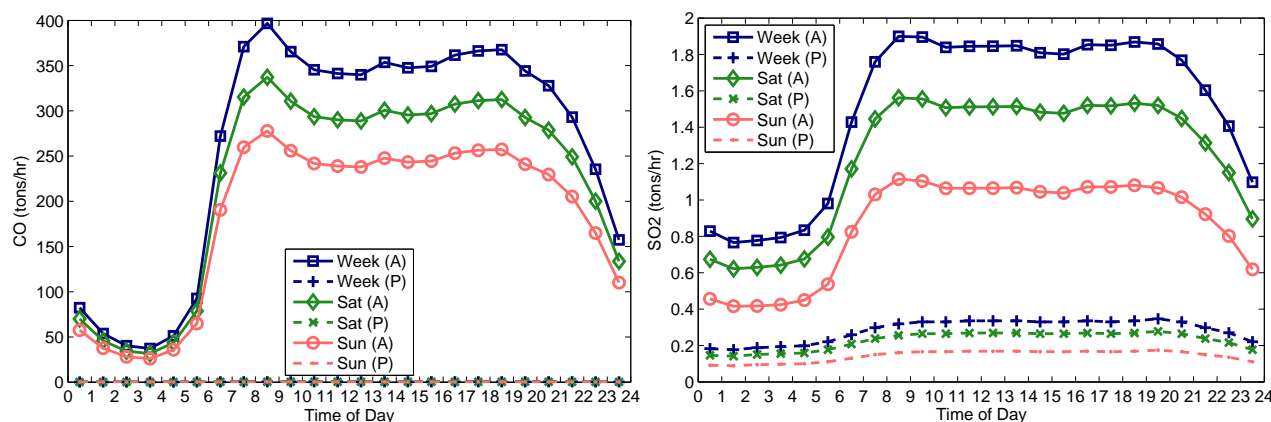 CO (tons/hr)
400
350
300
250
200
150
100
50
0
Week (A)
Week (P)
Sat (A)
Sat (P)
Sun (A)
Sun (P)
0 1 2 3 4 5 6 7 8 9 10 11 12 13 14 15 16 17 18 19 20 21 22 23 24
Time of Day
SO2 (tons/hr)
2
1.8
1.6
1.4
1.2
1
0.8
0.6
0.4
0.2
0
Week (A)
Week (P)
Sat (A)
Sat (P)
Sun (A)
Sun (P)
0 1 2 3 4 5 6 7 8 9 10 11 12 13 14 15 16 17 18 19 20 21 22 23 24
Time of Day